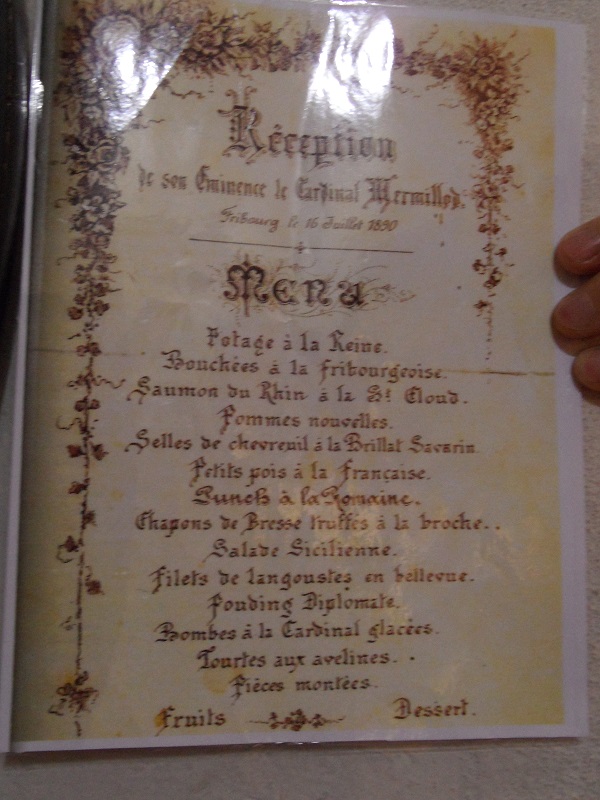 Réception
de son Eminence le Cardinal Mermillod.
Fribourg le 16 Juillet 1890
Menu
Potage à la Reine.
Bouchées à la fribourgeoise.
Saumon du Rhin à la St Cloud.
Pommes nouvelles.
Selles de chevreuil à la Brillat Savarin
Petits pois à la française.
Punch à la Romaine.
Chapons de Bresse truffés à la broche..
Salade Sicilienne.
Filets de langoustes en bellevue.
Pouding Diplomate.
Bombes à la Cardinal glacées.
Tourtes aux avelines..
Pièces montées.
Fruits Dessert.